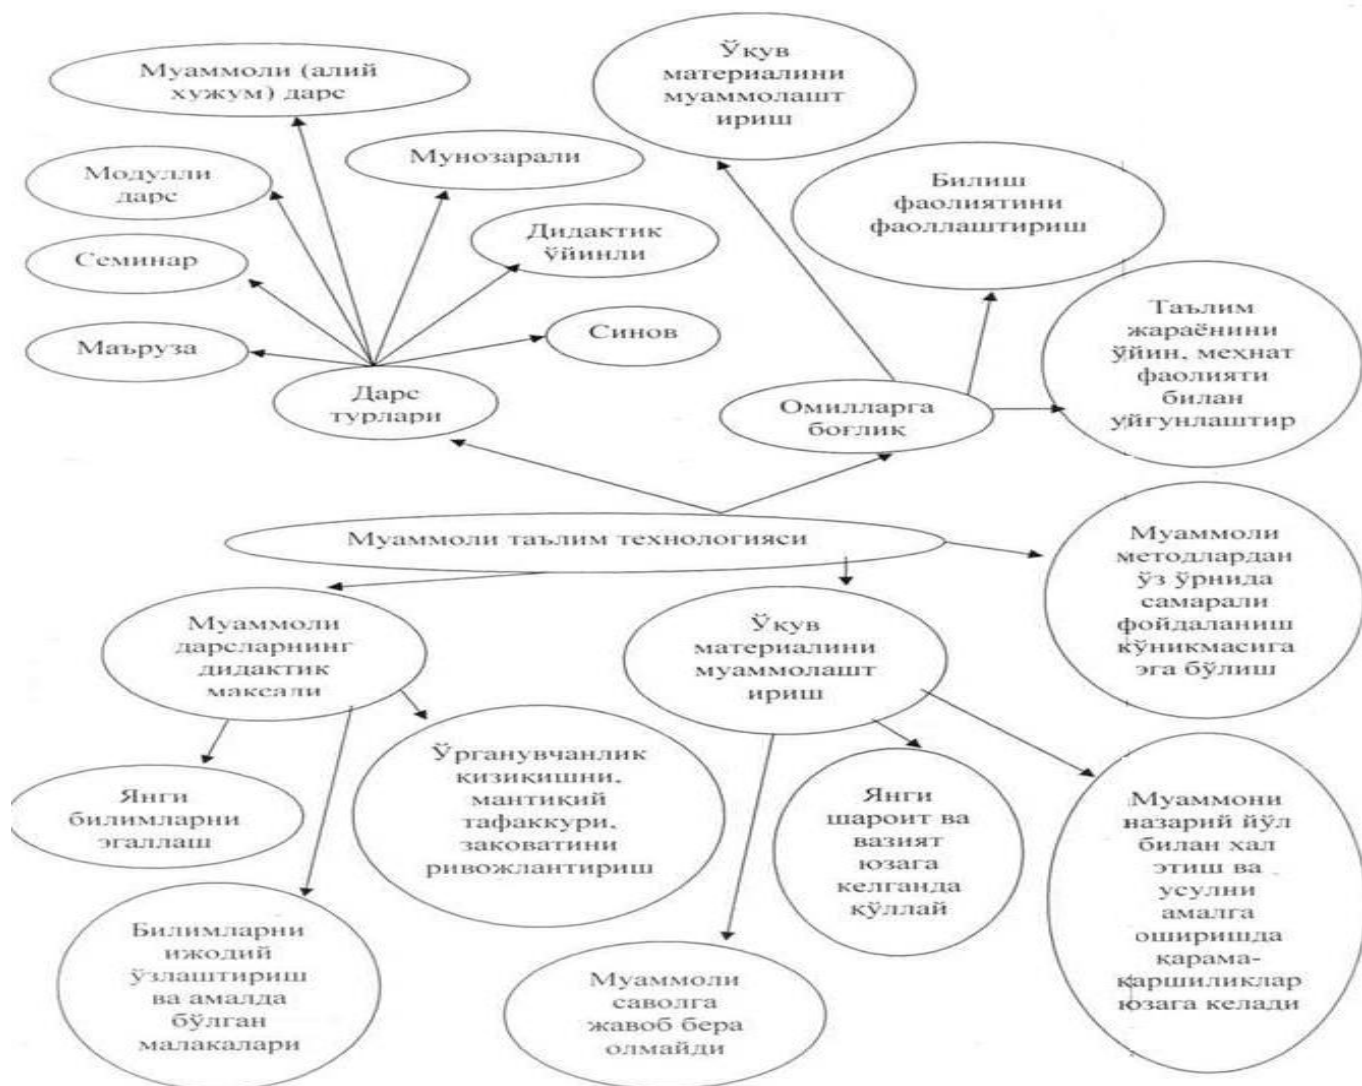 Муаммоли (алий
хужум) дарс
Ўқув
материалини
муаммолашт
ириш
Модулли
дарс
Мунозарали
Билиш
фаолиятини
фаоллаштириш
Семинар
Дидактик
ўйинли
Маъруза
Синов
Таълим
жараёнини
ўйин, меҳнат
фаолияти
билан
уйгунлаштир
Дарс
турлари
Омилларга
боғлиқ
Муаммоли таълим технологияси
Муаммоли
методлардан
ўз ўрнида
самарали
фойдаланиш
кўникмасига
эга бўлиш
Муаммоли
дарсларнинг
дидактик
максали
Ўқув
материалини
муаммолашт
ириш
Янги
билимларни
эгаллаш
Ўрганувчанлик
қизиқишни,
мантиқий
тафаккури,
заковатини
ривожлантириш
Янги
шароит ва
вазият
юзага
келганда
қўллай
Муаммони
назарий йўл
билан хал
этиш ва
усулни
амалга
оширишда
қарама-
қаршиликлар
юзага келади
Билимларни
ижодий
ўзлаштириш
ва амалда
бўлган
малакалари
Муаммоли
саволга
жавоб бера
олмайди